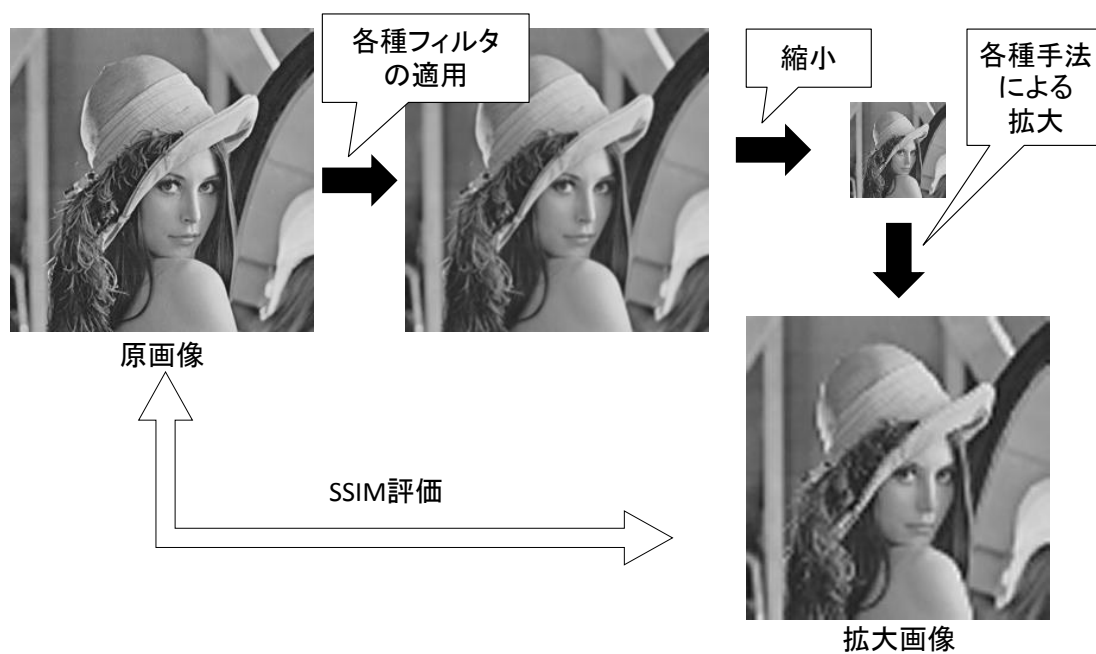 各種フィルタ
の適用
縮小
各種手法
による
拡大
原画像
SSIM評価
拡大画像